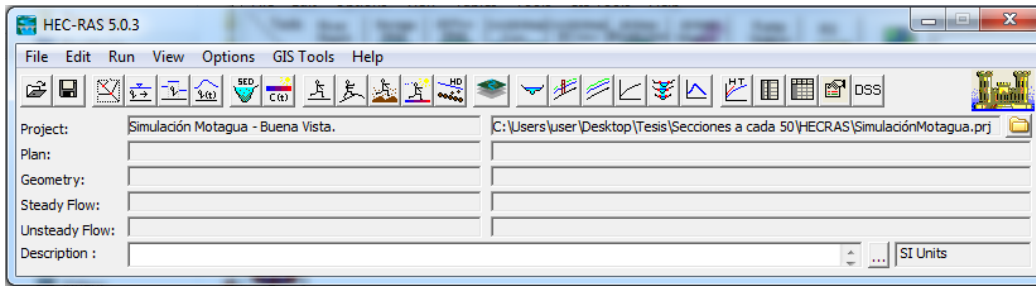 HEC-RAS 5.0.3
File Edit Run View Options GIS Tools Help
SED C(t) HD HT DSS
Project: Simulación Motagua - Buena Vista. C:\Users\user\Desktop\Tesis\Secciones a cada 50\HECRAS\SimulaciónMotagua.prj
Plan:
Geometry:
Steady Flow:
Unsteady Flow:
Description : ... SI Units